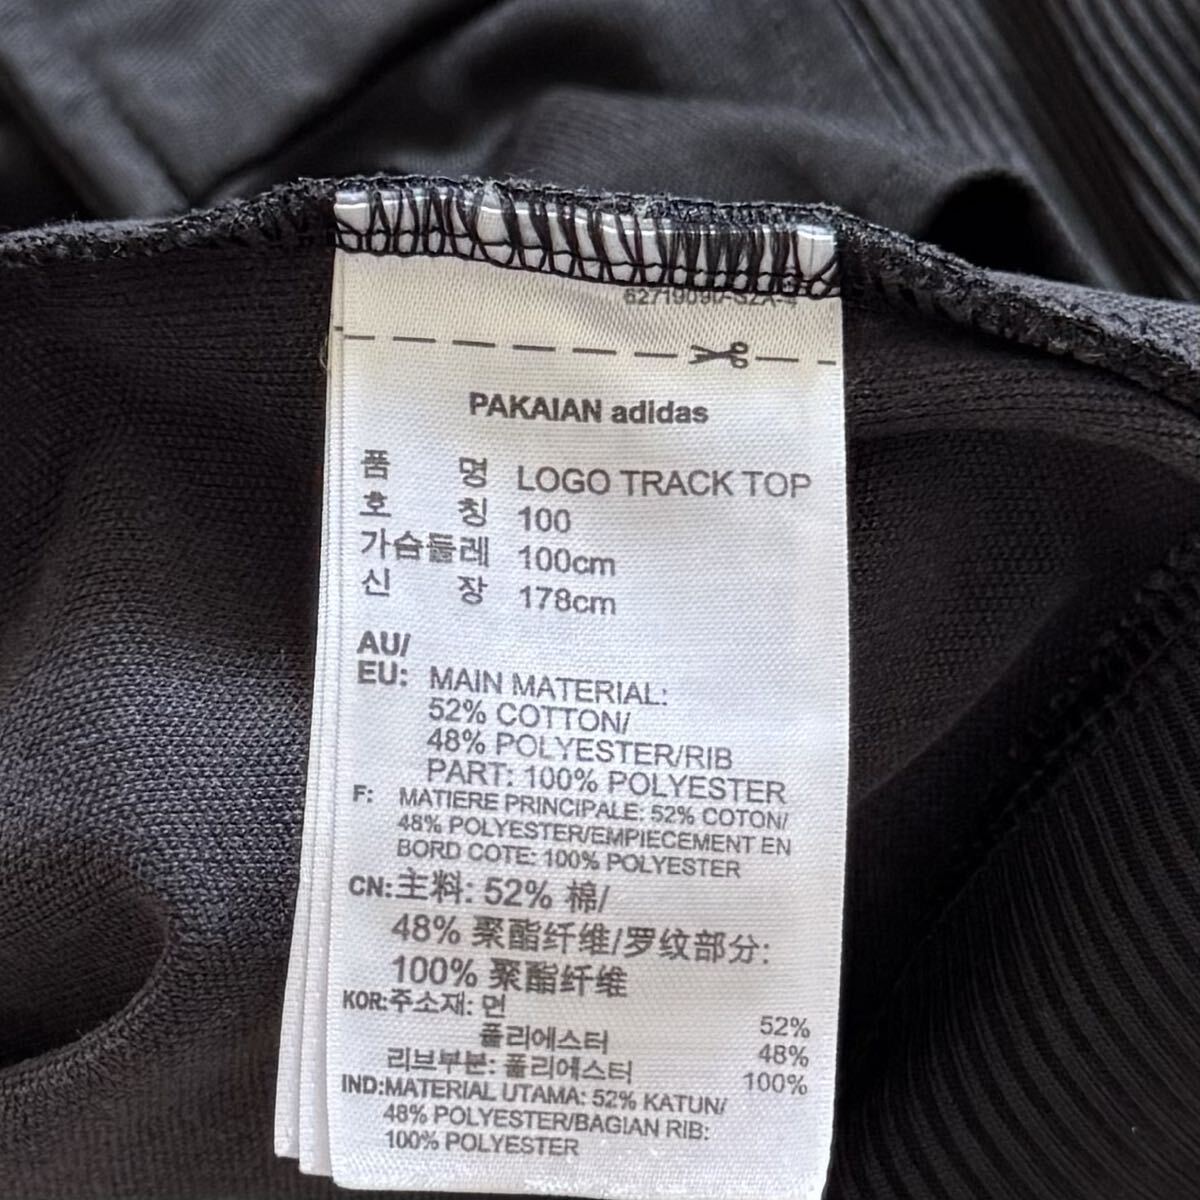 PAKAIAN adidas
품 명 LOGO TRACK TOP
호 칭 100
가슴들레 100cm
신 장 178cm
AU/
EU: MAIN MATERIAL:
52% COTTON/
48% POLYESTER/RIB
PART: 100% POLYESTER
F: MATIERE PRINCIPALE: 52% COTON/
48% POLYESTER/EMPIECEMENT EN
BORD COTE: 100% POLYESTER
CN:主料: 52% 棉/
48% 聚酯纤维/罗纹部分:
100% 聚酯纤维
KOR:주소재: 면 52%
폴리에스터 48%
리브부분: 폴리에스터 100%
IND:MATERIAL UTAMA: 52% KATUN/
48% POLYESTER/BAGIAN RIB:
100% POLYESTER